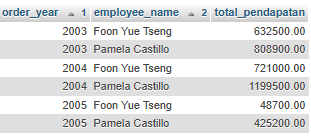 order_year 1 employee_name 2 total_pendapatan
2003 Foon Yue Tseng 632500.00
2003 Pamela Castillo 808900.00
2004 Foon Yue Tseng 721000.00
2004 Pamela Castillo 1199500.00
2005 Foon Yue Tseng 48700.00
2005 Pamela Castillo 425200.00